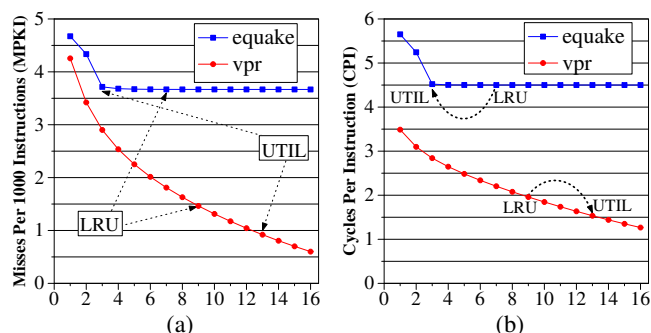 Misses Per 1000 Instructions (MPKI)
5
4
3
2
1
0
equake
vpr
UTIL
LRU
0 2 4 6 8 10 12 14 16
(a)
Cycles Per Instruction (CPI)
6
5
4
3
2
1
0
equake
vpr
UTIL
LRU
LRU
UTIL
0 2 4 6 8 10 12 14 16
(b)